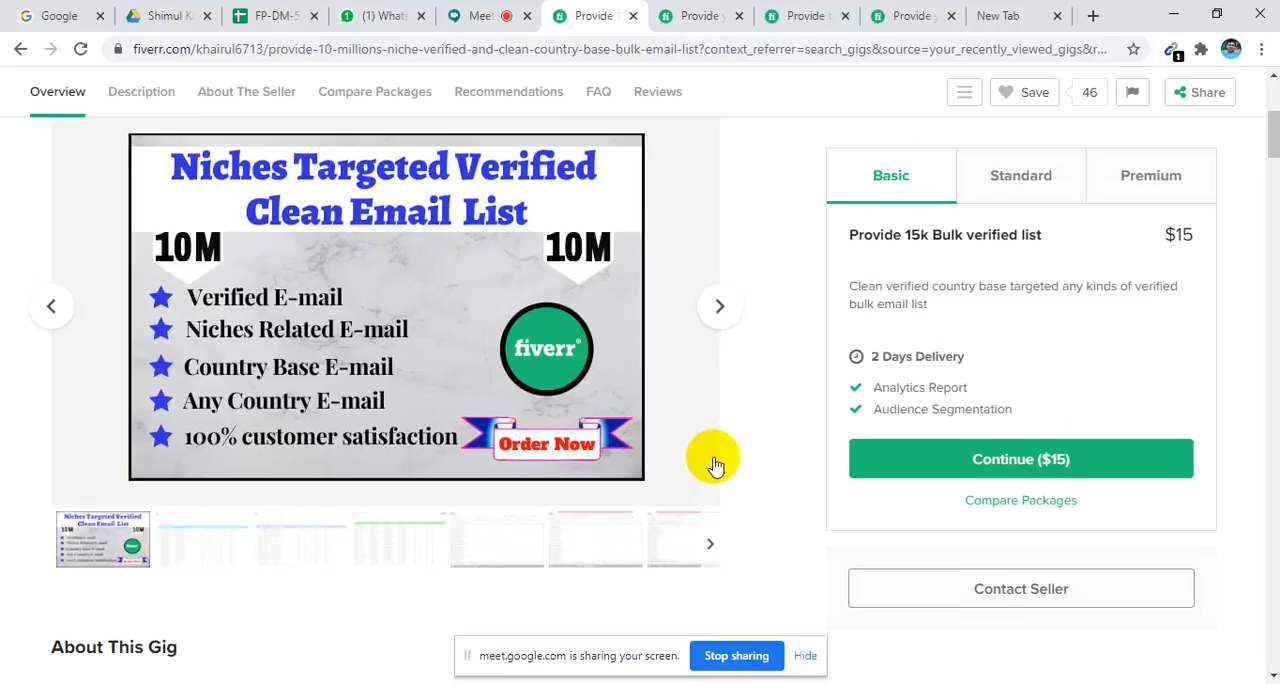 Google
Shimul K
FP-DM-5
(1) Whats
Meet
Provide 1
Provide y
Provide t
Provide y
New Tab
fiverr.com/khairul6713/provide-10-millions-niche-verified-and-clean-country-base-bulk-email-list?context_referrer=search_gigs&source=your_recently_viewed_gigs&r...
1
Overview
Description
About The Seller
Compare Packages
Recommendations
FAQ
Reviews
Save
46
Share
Niches Targeted Verified
Clean Email List
10M
10M
Verified E-mail
Niches Related E-mail
Country Base E-mail
Any Country E-mail
100% customer satisfaction
fiverr
Order Now
Basic
Standard
Premium
Provide 15k Bulk verified list
$15
Clean verified country base targeted any kinds of verified
bulk email list
2 Days Delivery
Analytics Report
Audience Segmentation
Continue ($15)
Compare Packages
Contact Seller
About This Gig
meet.google.com is sharing your screen.
Stop sharing
Hide